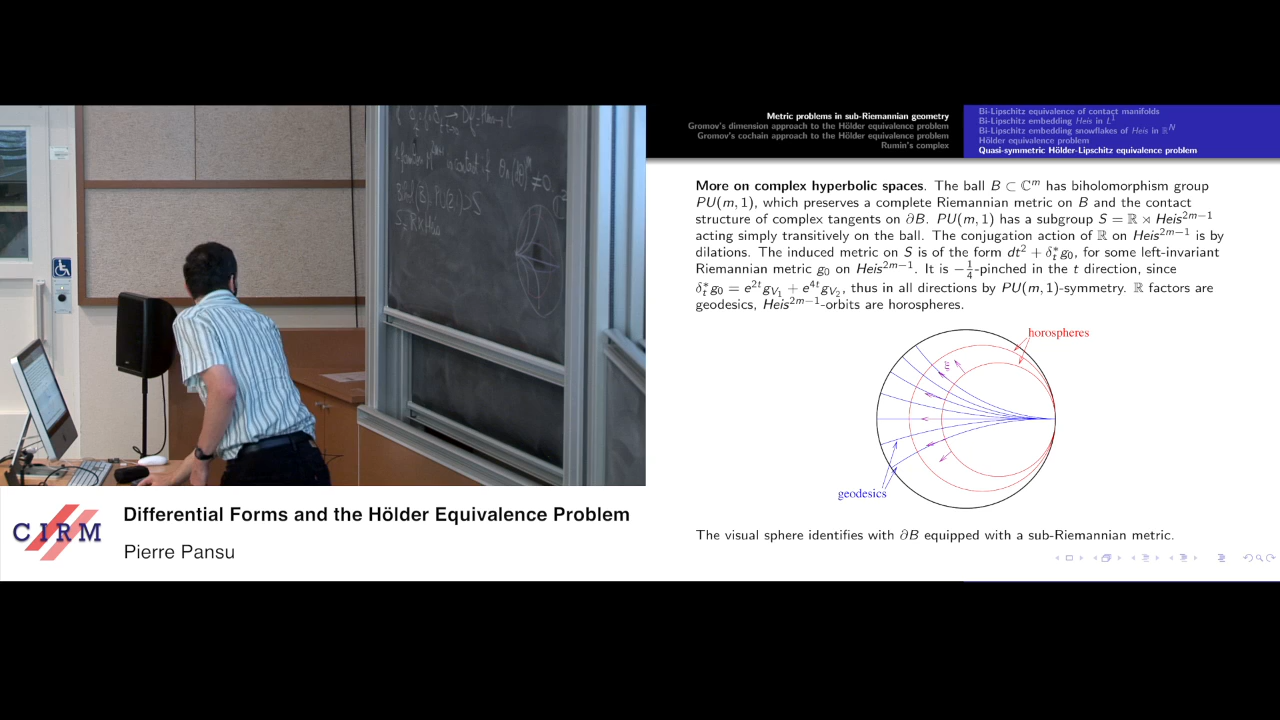 Metric problems in sub-Riemannian geometry
Gromov's dimension approach to the Hölder equivalence problem
Gromov's cochain approach to the Hölder equivalence problem
Rumin's complex
Bi-Lipschitz equivalence of contact manifolds
Bi-Lipschitz embedding Heis in L¹
Bi-Lipschitz embedding snowflakes of Heis in ℝᴺ
Hölder equivalence problem
Quasi-symmetric Hölder-Lipschitz equivalence problem
More on complex hyperbolic spaces. The ball B ⊂ ℂᵐ has biholomorphism group
PU(m, 1), which preserves a complete Riemannian metric on B and the contact
structure of complex tangents on ∂B. PU(m, 1) has a subgroup S = ℝ ⋊ Heis²ᵐ⁻¹
acting simply transitively on the ball. The conjugation action of ℝ on Heis²ᵐ⁻¹ is by
dilations. The induced metric on S is of the form dt² + δₜ*g₀, for some left-invariant
Riemannian metric g₀ on Heis²ᵐ⁻¹. It is −1/4-pinched in the t direction, since
δₜ*g₀ = e²ᵗg_V₁ + e⁴ᵗg_V₂, thus in all directions by PU(m, 1)-symmetry. ℝ factors are
geodesics, Heis²ᵐ⁻¹-orbits are horospheres.
horospheres
ξ
geodesics
The visual sphere identifies with ∂B equipped with a sub-Riemannian metric.
CIRM
Differential Forms and the Hölder Equivalence Problem
Pierre Pansu